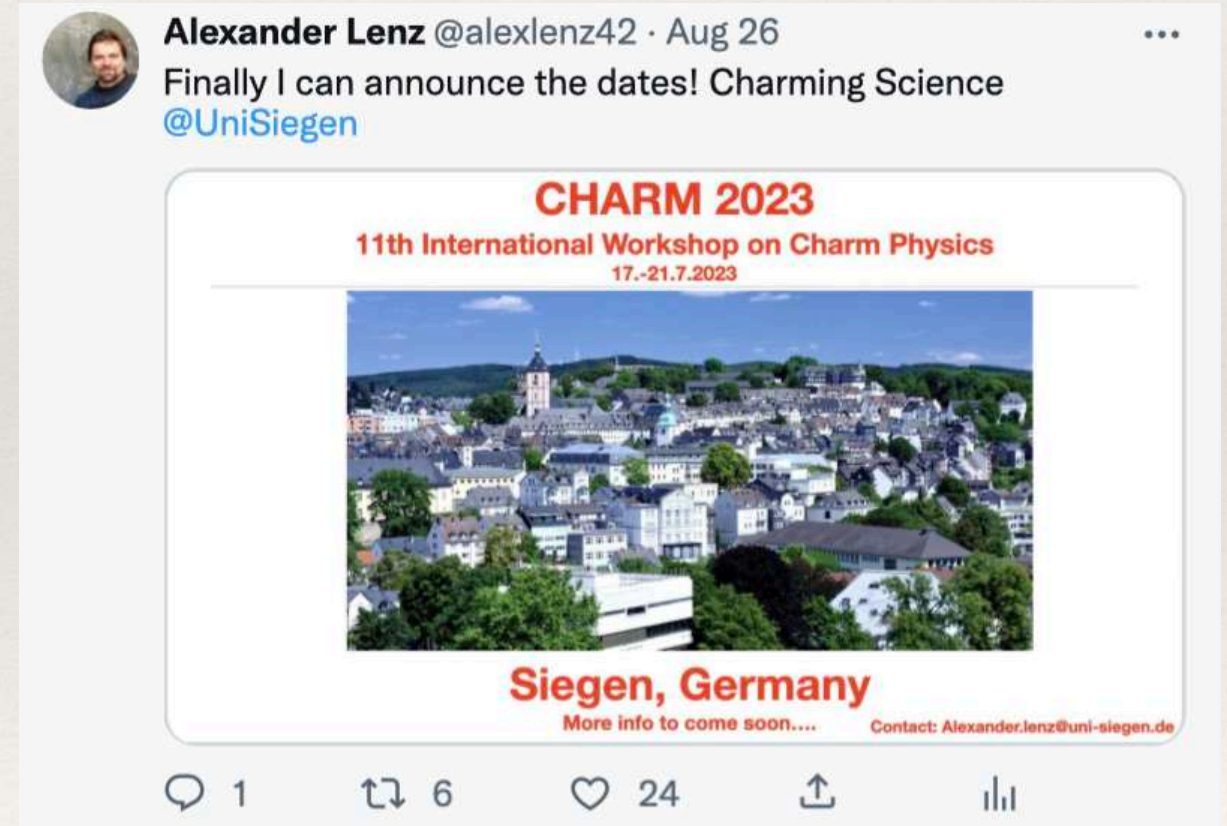 Alexander Lenz @alexlenz42 · Aug 26
Finally I can announce the dates! Charming Science
@UniSiegen
CHARM 2023
11th International Workshop on Charm Physics
17.-21.7.2023
Siegen, Germany
More info to come soon.... Contact: Alexander.lenz@uni-siegen.de
1 6 24